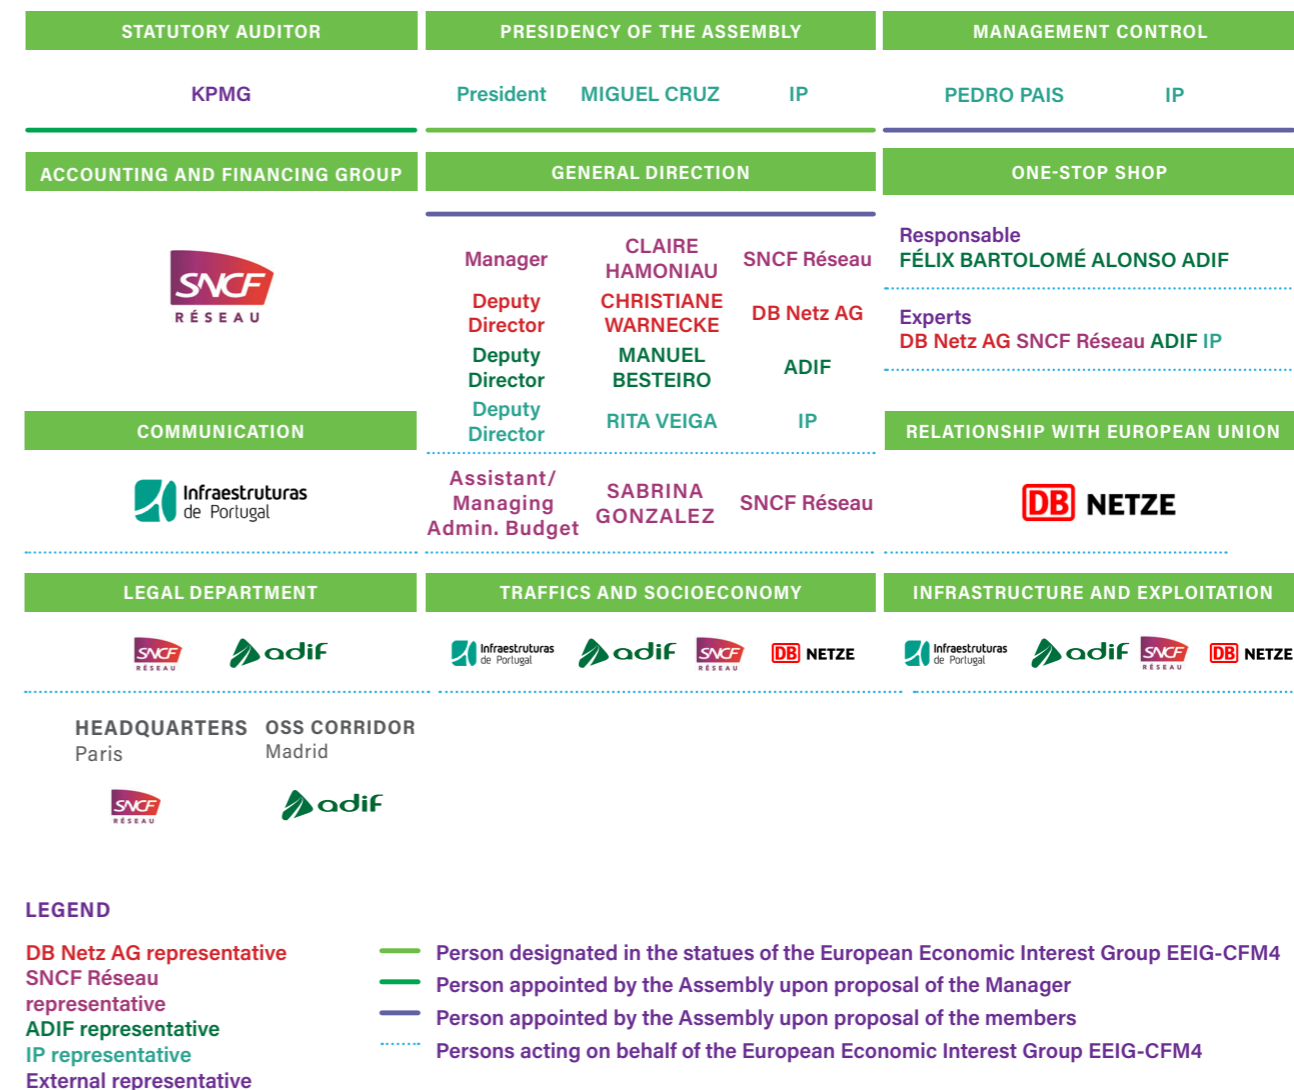 STATUTORY AUDITOR
KPMG
PRESIDENCY OF THE ASSEMBLY
President MIGUEL CRUZ IP
MANAGEMENT CONTROL
PEDRO PAIS IP
ACCOUNTING AND FINANCING GROUP
SNCF
RÉSEAU
GENERAL DIRECTION
Manager CLAIRE HAMONIAU SNCF Réseau
Deputy Director CHRISTIANE WARNECKE DB Netz AG
Deputy Director MANUEL BESTEIRO ADIF
Deputy Director RITA VEIGA IP
Assistant/ Managing Admin. Budget SABRINA GONZALEZ SNCF Réseau
ONE-STOP SHOP
Responsable
FÉLIX BARTOLOMÉ ALONSO ADIF
Experts
DB Netz AG SNCF Réseau ADIF IP
COMMUNICATION
Infraestruturas
de Portugal
RELATIONSHIP WITH EUROPEAN UNION
DB NETZE
LEGAL DEPARTMENT
SNCF RÉSEAU adif
TRAFFICS AND SOCIOECONOMY
Infraestruturas de Portugal adif SNCF RÉSEAU DB NETZE
INFRASTRUCTURE AND EXPLOITATION
Infraestruturas de Portugal adif SNCF RÉSEAU DB NETZE
HEADQUARTERS
Paris
SNCF
RÉSEAU
OSS CORRIDOR
Madrid
adif
LEGEND
DB Netz AG representative
SNCF Réseau
representative
ADIF representative
IP representative
External representative
Person designated in the statues of the European Economic Interest Group EEIG-CFM4
Person appointed by the Assembly upon proposal of the Manager
Person appointed by the Assembly upon proposal of the members
Persons acting on behalf of the European Economic Interest Group EEIG-CFM4